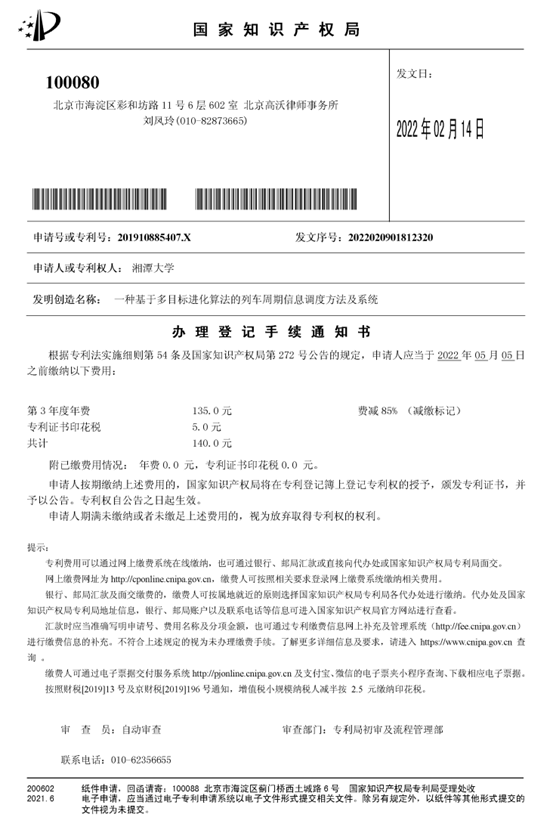 国家知识产权局
100080
北京市海淀区彩和坊路 11 号 6 层 602 室 北京高沃律师事务所
刘凤玲(010-82873665)
发文日:
2022 年 02 月 14 日
申请号或专利号: 201910885407.X 发文序号: 2022020901812320
申请人或专利权人: 湘潭大学
发明创造名称: 一种基于多目标进化算法的列车周期信息调度方法及系统
办理登记手续通知书
根据专利法实施细则第 54 条及国家知识产权局第 272 号公告的规定，申请人应当于 2022 年 05 月 05 日
之前缴纳以下费用:
第 3 年度年费 135.0 元 费减 85% （减缴标记）
专利证书印花税 5.0 元
共计 140.0 元
附已缴费用情况: 年费 0.0 元，专利证书印花税 0.0 元。
申请人按期缴纳上述费用的，国家知识产权局将在专利登记簿上登记专利权的授予，颁发专利证书，并
予以公告。专利权自公告之日起生效。
申请人期满未缴纳或者未缴足上述费用的，视为放弃取得专利权的权利。
提示:
专利费用可以通过网上缴费系统在线缴纳，也可通过银行、邮局汇款或直接向代办处或国家知识产权局专利局面交。
网上缴费网址为 http://cponline.cnipa.gov.cn，缴费人可按照相关要求登录网上缴费系统缴纳相关费用。
银行、邮局汇款及面交缴费的，缴费人可按属地就近的原则选择国家知识产权局专利局各代办处进行缴纳。代办处及国家
知识产权局专利局地址信息，银行、邮局账户以及联系电话等信息可进入国家知识产权局官方网站进行查看。
汇款时应当准确写明申请号、费用名称及分项金额，也可通过专利缴费信息网上补充及管理系统（http://fee.cnipa.gov.cn）
进行缴费信息的补充。不符合上述规定的视为未办理缴费手续。了解更多详细信息及要求，请进入 https://www.cnipa.gov.cn 查
询 。
缴费人可通过电子票据交付服务系统 http://pjonline.cnipa.gov.cn 及支付宝、微信的电子票夹小程序查询、下载相应电子票据。
按照财税[2019]13 号及京财税[2019]196 号通知，增值税小规模纳税人减半按 2.5 元缴纳印花税。
审 查 员: 自动审查 审查部门: 专利局初审及流程管理部
联系电话: 010-62356655
200602 纸件申请，回函请寄: 100088 北京市海淀区蓟门桥西土城路 6 号 国家知识产权局专利局受理处收
2021.6 电子申请，应当通过电子专利申请系统以电子文件形式提交相关文件。除另有规定外，以纸件等其他形式提交的
文件视为未提交。